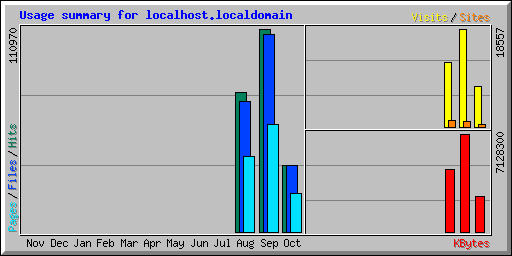 Usage summary for localhost.localdomain
Visits/Sites
110970
18557
Pages/Files/Hits
7128300
Nov Dec Jan Feb Mar Apr May Jun Jul Aug Sep Oct
KBytes